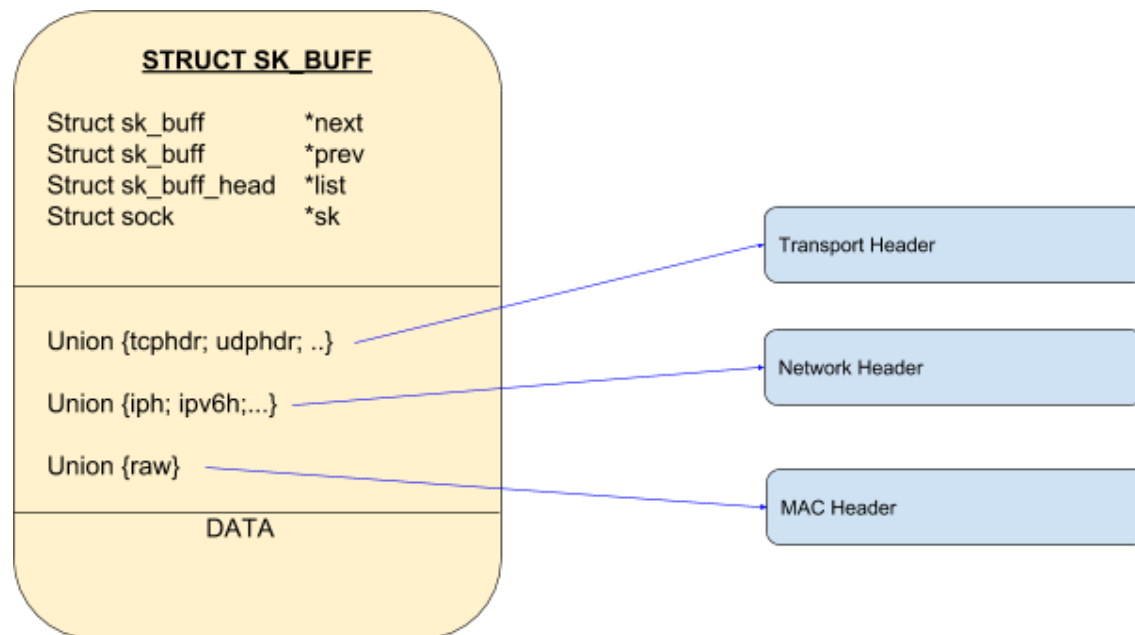 STRUCT SK_BUFF
Struct sk_buff *next
Struct sk_buff *prev
Struct sk_buff_head *list
Struct sock *sk
Union {tcphdr; udphdr; ..}
Union {iph; ipv6h;...}
Union {raw}
DATA
Transport Header
Network Header
MAC Header